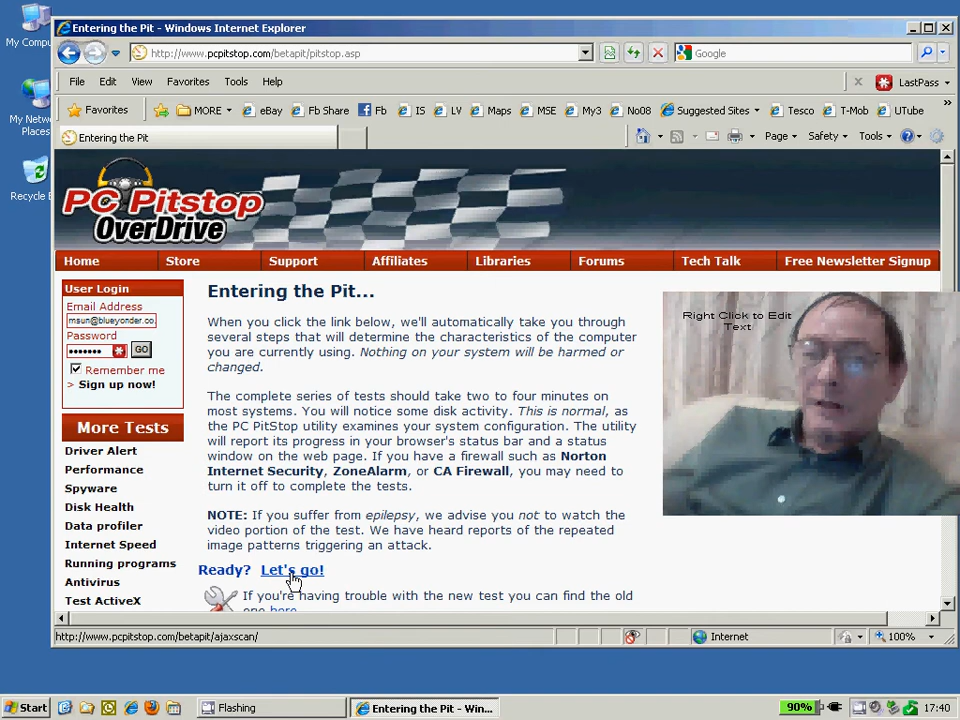 My Compu
My Netw
Places
Recycle B
Entering the Pit - Windows Internet Explorer
http://www.pcpitstop.com/betapit/pitstop.asp
Google
File Edit View Favorites Tools Help
LastPass
Favorites MORE eBay Fb Share Fb IS LV Maps MSE My3 No08 Suggested Sites Tesco T-Mob UTube
Entering the Pit
Page Safety Tools
PC Pitstop
OverDrive
Home Store Support Affiliates Libraries Forums Tech Talk Free Newsletter Signup
User Login
Email Address
msun@blueyonder.co
Password
GO
Remember me
> Sign up now!
More Tests
Driver Alert
Performance
Spyware
Disk Health
Data profiler
Internet Speed
Running programs
Antivirus
Test ActiveX
Entering the Pit...
When you click the link below, we'll automatically take you through
several steps that will determine the characteristics of the computer
you are currently using. Nothing on your system will be harmed or
changed.
The complete series of tests should take two to four minutes on
most systems. You will notice some disk activity. This is normal, as
the PC PitStop utility examines your system configuration. The utility
will report its progress in your browser's status bar and a status
window on the web page. If you have a firewall such as Norton
Internet Security, ZoneAlarm, or CA Firewall, you may need to
turn it off to complete the tests.
NOTE: If you suffer from epilepsy, we advise you not to watch the
video portion of the test. We have heard reports of the repeated
image patterns triggering an attack.
Ready? Let's go!
If you're having trouble with the new test you can find the old
one here
Right Click to Edit
Text
http://www.pcpitstop.com/betapit/ajaxscan/
Internet
100%
Start
Flashing
Entering the Pit - Win...
90%
17:40